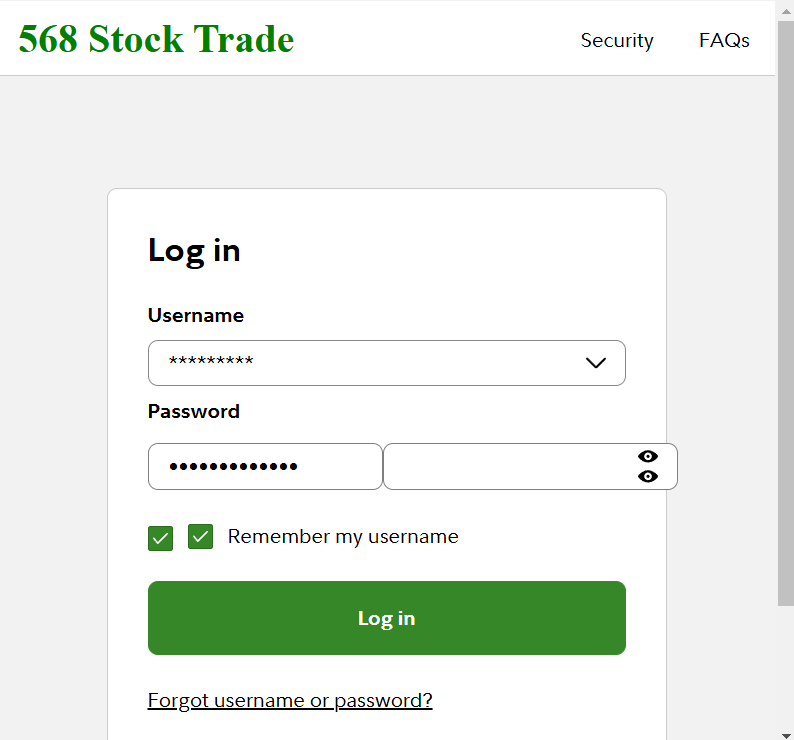 568 Stock Trade
Security
FAQs
Log in
Username
*********
Password
•••••••••••••
Remember my username
Log in
Forgot username or password?